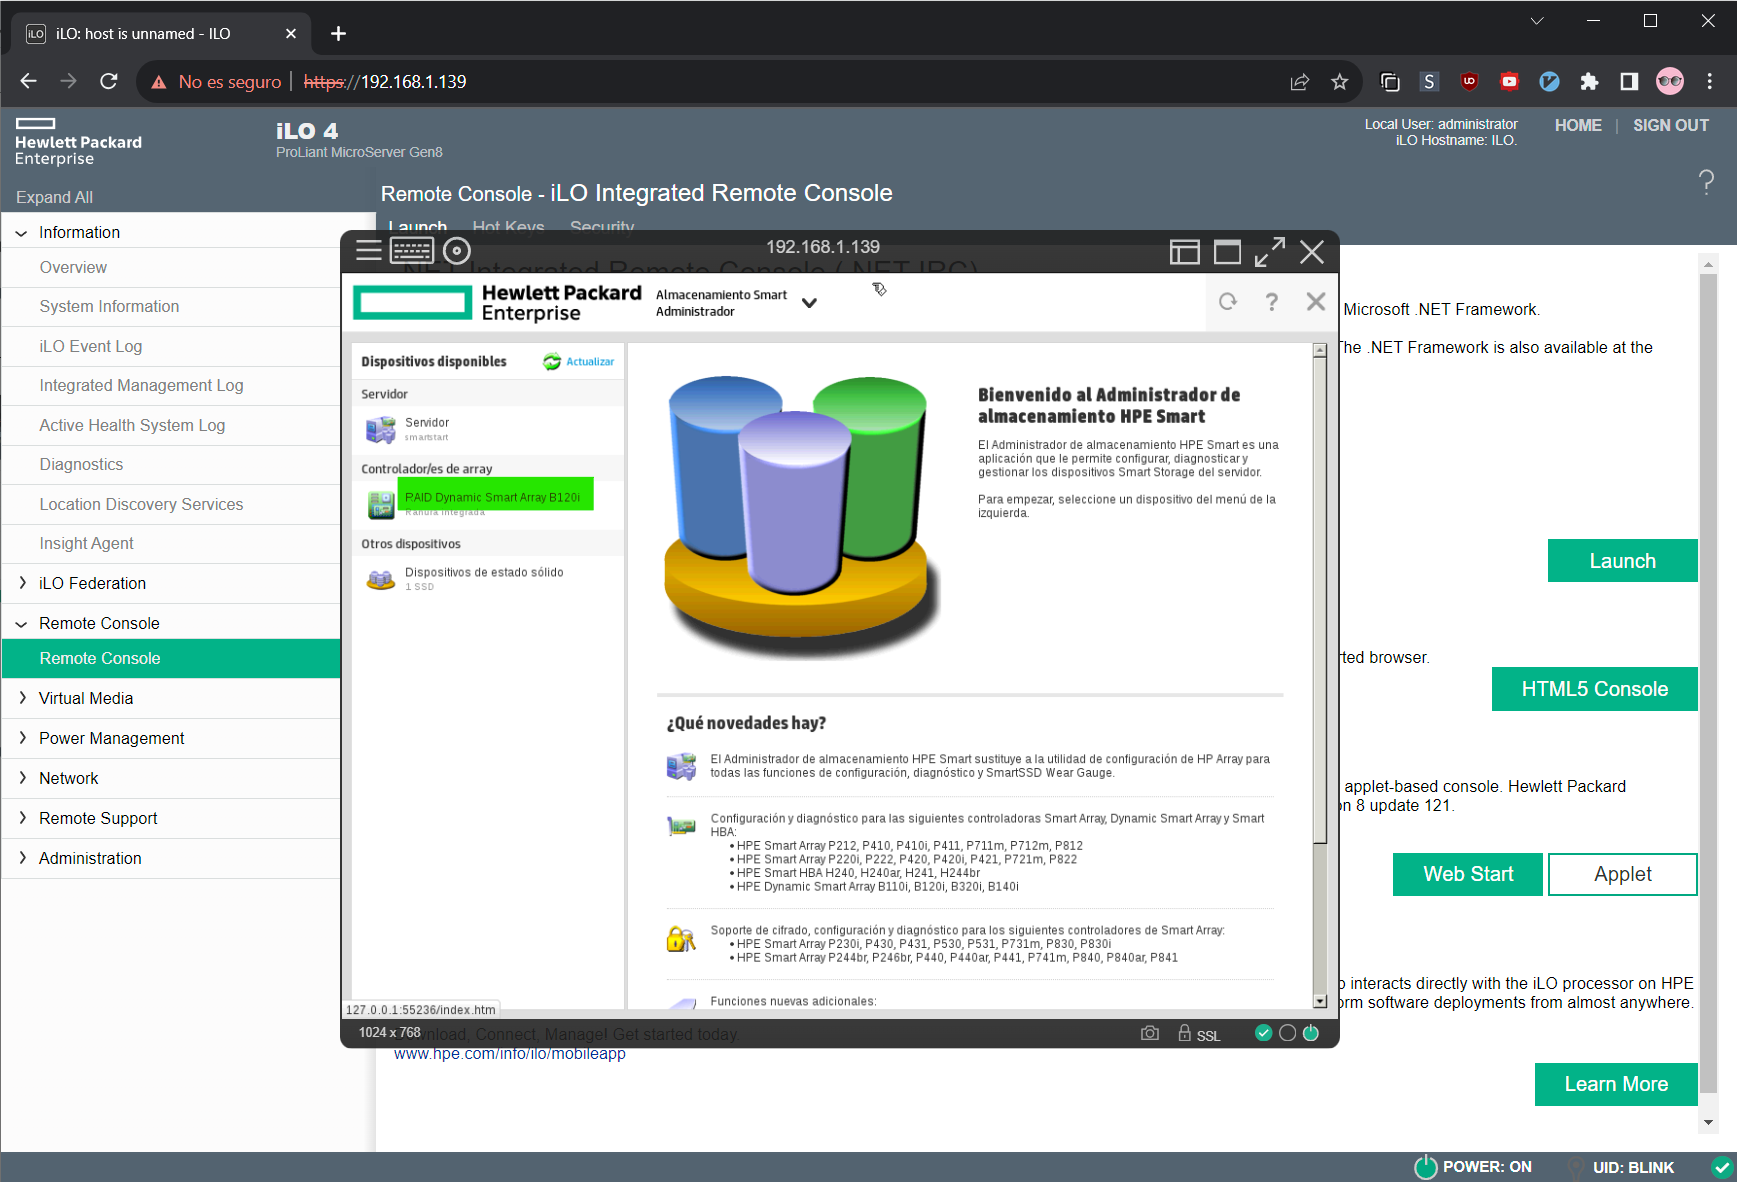 iLO: host is unnamed - ILO
No es seguro | https://192.168.1.139
Hewlett Packard
Enterprise
iLO 4
ProLiant MicroServer Gen8
Local User: administrator
iLO Hostname: ILO.
HOME | SIGN OUT
Expand All
Remote Console - iLO Integrated Remote Console
?
Launch Hot Keys Security
Information
Overview
System Information
iLO Event Log
Integrated Management Log
Active Health System Log
Diagnostics
Location Discovery Services
Insight Agent
iLO Federation
Remote Console
Remote Console
Virtual Media
Power Management
Network
Remote Support
Administration
.NET Integrated Remote Console (.NET IRC)
192.168.1.139
Hewlett Packard
Enterprise
Almacenamiento Smart
Administrador
?
Dispositivos disponibles
Actualizar
Servidor
Servidor
smartstart
Controlador/es de array
RAID Dynamic Smart Array B120i
Ranura integrada
Otros dispositivos
Dispositivos de estado sólido
1 SSD
Bienvenido al Administrador de
almacenamiento HPE Smart
El Administrador de almacenamiento HPE Smart es una
aplicación que le permite configurar, diagnosticar y
gestionar los dispositivos Smart Storage del servidor.
Para empezar, seleccione un dispositivo del menú de la
izquierda.
¿Qué novedades hay?
El Administrador de almacenamiento HPE Smart sustituye a la utilidad de configuración de HP Array para
todas las funciones de configuración, diagnóstico y SmartSSD Wear Gauge.
Configuración y diagnóstico para las siguientes controladoras Smart Array, Dynamic Smart Array y Smart
HBA:
• HPE Smart Array P212, P410, P410i, P411, P711m, P712m, P812
• HPE Smart Array P220i, P222, P420, P420i, P421, P721m, P822
• HPE Smart HBA H240, H240ar, H241, H244br
• HPE Dynamic Smart Array B110i, B120i, B320i, B140i
Soporte de cifrado, configuración y diagnóstico para los siguientes controladores de Smart Array:
• HPE Smart Array P230i, P430, P431, P530, P531, P731m, P830, P830i
• HPE Smart Array P244br, P246br, P440, P440ar, P441, P741m, P840, P840ar, P841
Funciones nuevas adicionales:
127.0.0.1:55236/index.htm
1024 x 768
SSL
Microsoft .NET Framework.
The .NET Framework is also available at the
Launch
rted browser.
HTML5 Console
applet-based console. Hewlett Packard
on 8 update 121.
Web Start
Applet
interacts directly with the iLO processor on HPE
orm software deployments from almost anywhere.
Download, Connect, Manage! Get started today.
www.hpe.com/info/ilo/mobileapp
Learn More
POWER: ON
UID: BLINK